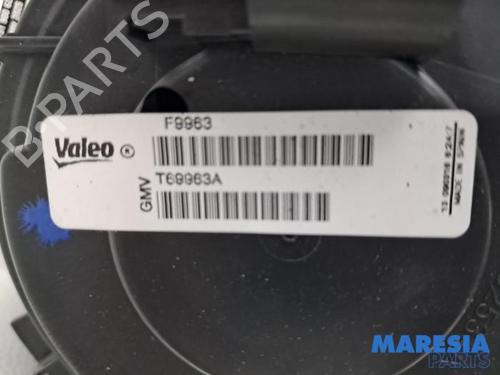 F9963
Valeo ®
GMV T69963A
MADE IN SPAIN
B-PARTS
MARESIA
PARTS